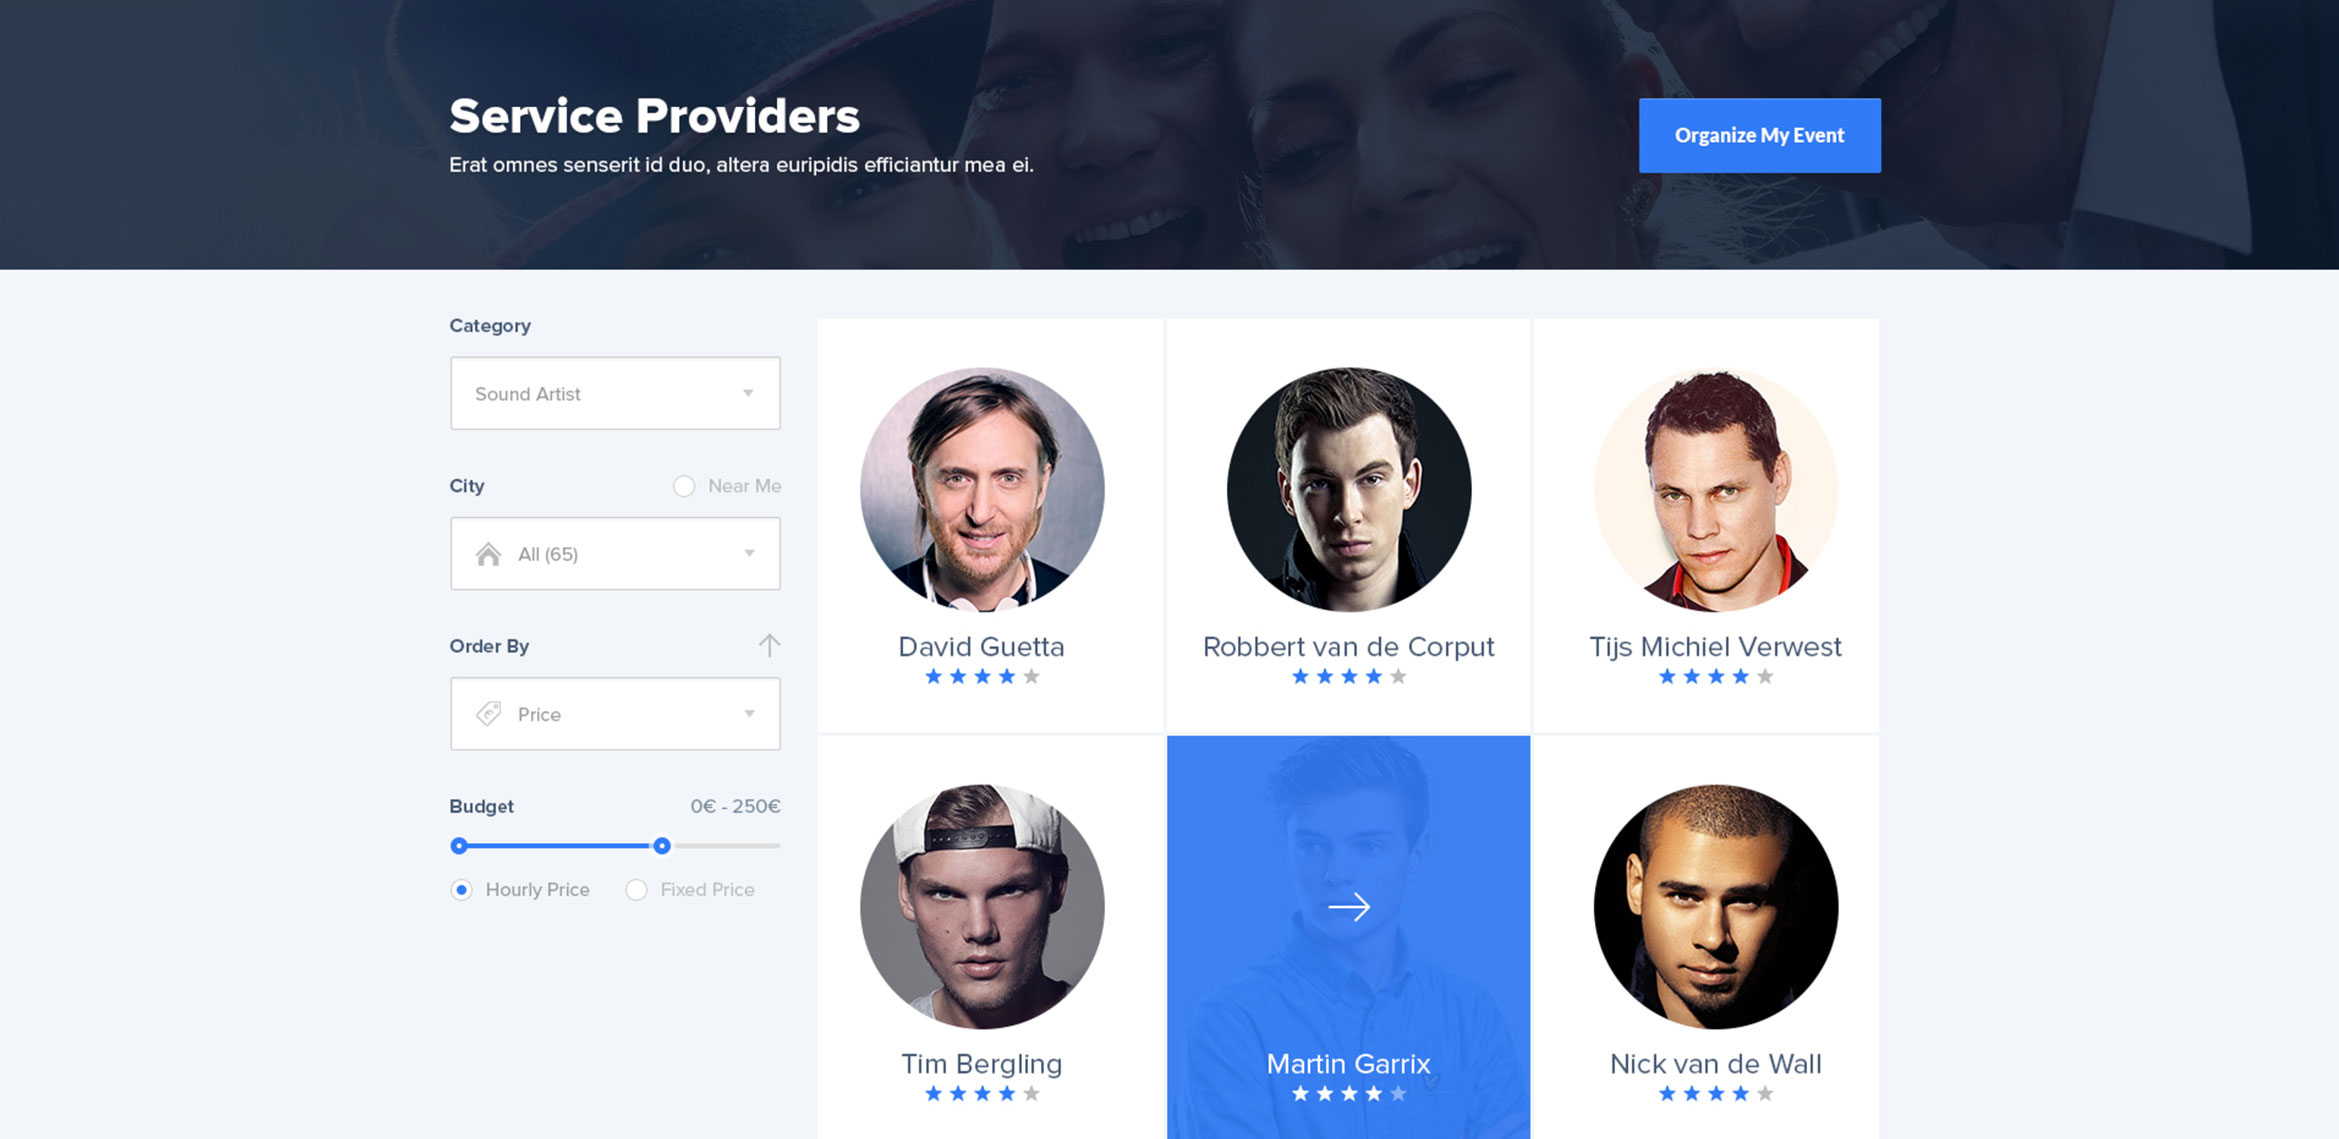 Service Providers
Erat omnes senserit id duo, altera euripidis efficiantur mea ei.
Organize My Event
Category
Sound Artist
City
Near Me
All (65)
Order By
Price
Budget
0€ - 250€
Hourly Price
Fixed Price
David Guetta
Robbert van de Corput
Tijs Michiel Verwest
Tim Bergling
Martin Garrix
Nick van de Wall